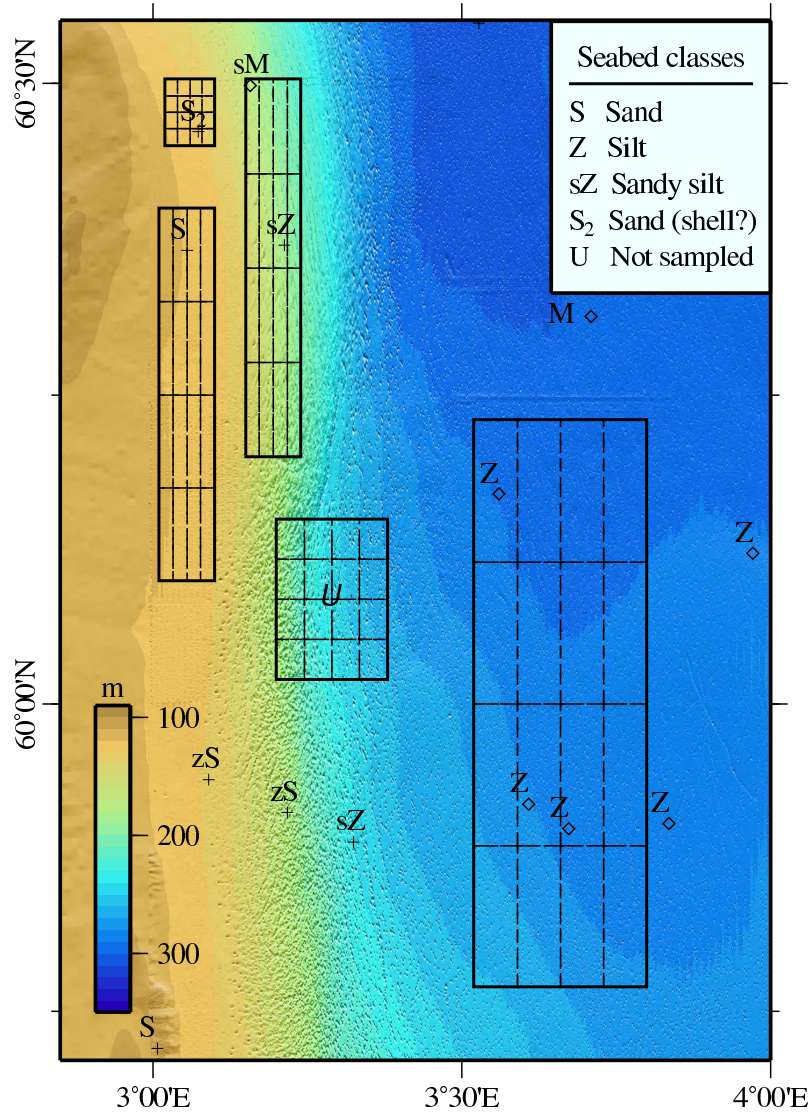 60°30'N
sM
Seabed classes
S Sand
Z Silt
sZ Sandy silt
S₂ Sand (shell?)
U Not sampled
S₂
S
sZ
M
Z
Z
U
60°00'N
m
100
200
300
zS
zS
sZ
Z
Z
Z
S
3°00'E
3°30'E
4°00'E